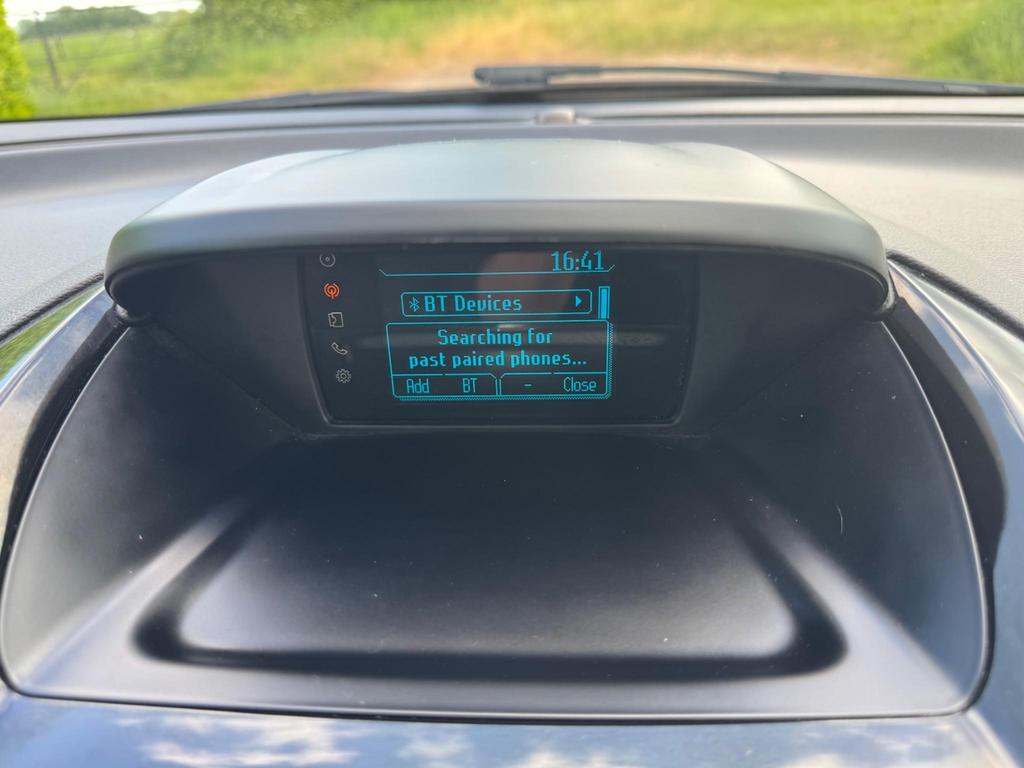 16:41
BT Devices
Searching for
past paired phones...
Add BT - Close